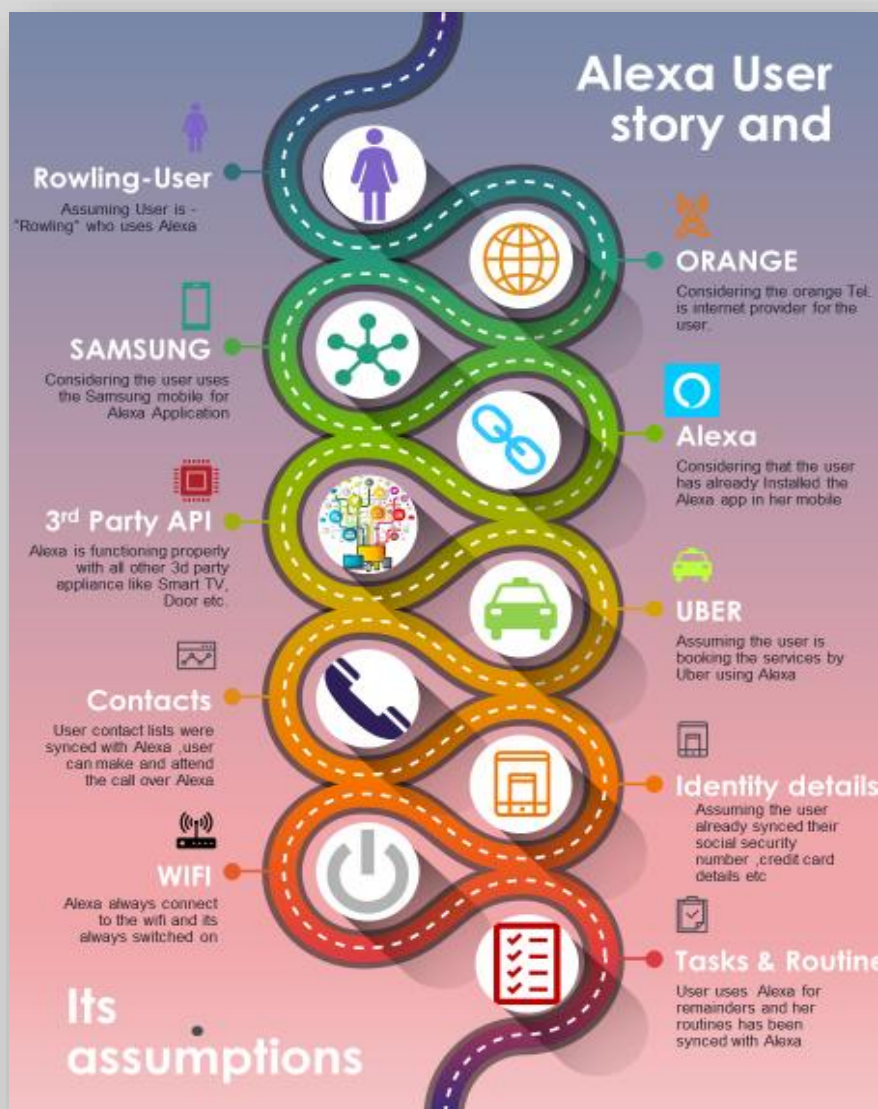 Alexa User
story and
Rowling-User
Assuming User is -
"Rowling" who uses Alexa
ORANGE
Considering the orange Tel.
is internet provider for the
user.
SAMSUNG
Considering the user uses
the Samsung mobile for
Alexa Application
Alexa
Considering that the user
has already Installed the
Alexa app in her mobile
3rd Party API
Alexa is functioning properly
with all other 3d party
appliance like Smart TV,
Door etc.
UBER
Assuming the user is
booking the services by
Uber using Alexa
Contacts
User contact lists were
synced with Alexa ,user
can make and attend
the call over Alexa
Identity details
Assuming the user
already synced their
social security
number ,credit card
details etc
WIFI
Alexa always connect
to the wifi and its
always switched on
Tasks & Routine
User uses Alexa for
remainders and her
routines has been
synced with Alexa
Its
assumptions